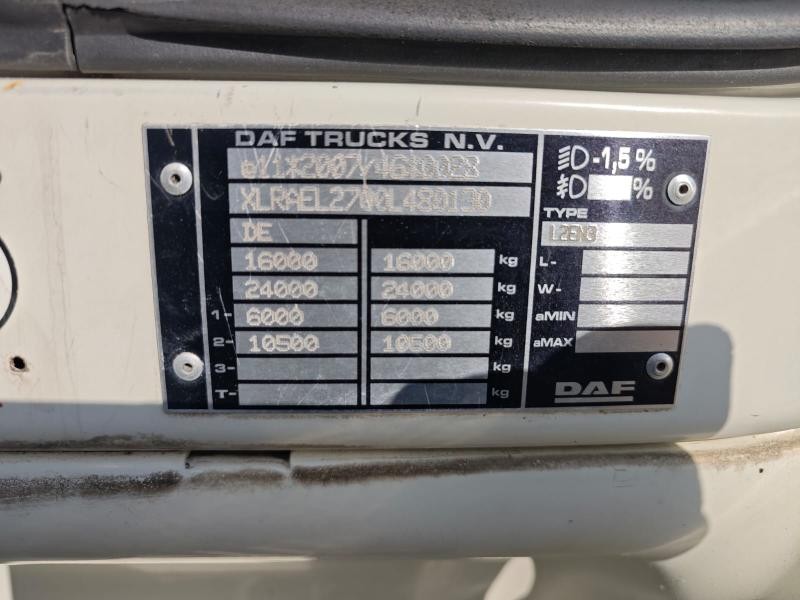 DAF TRUCKS N.V.
DE
16000 16000 kg
24000 24000 kg
1- 6000 6000 kg
2- 10500 10500 kg
3- kg
T- kg
-1,5 %
%
TYPE
L2EN3
L-
W-
aMIN
aMAX
DAF